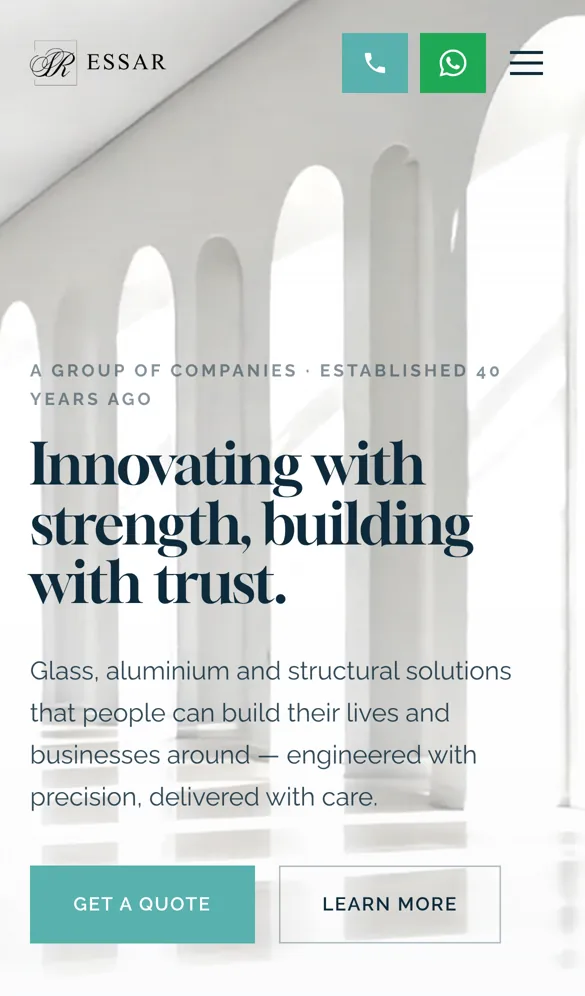 SR ESSAR
A GROUP OF COMPANIES · ESTABLISHED 40
YEARS AGO
Innovating with
strength, building
with trust.
Glass, aluminium and structural solutions
that people can build their lives and
businesses around — engineered with
precision, delivered with care.
GET A QUOTE LEARN MORE